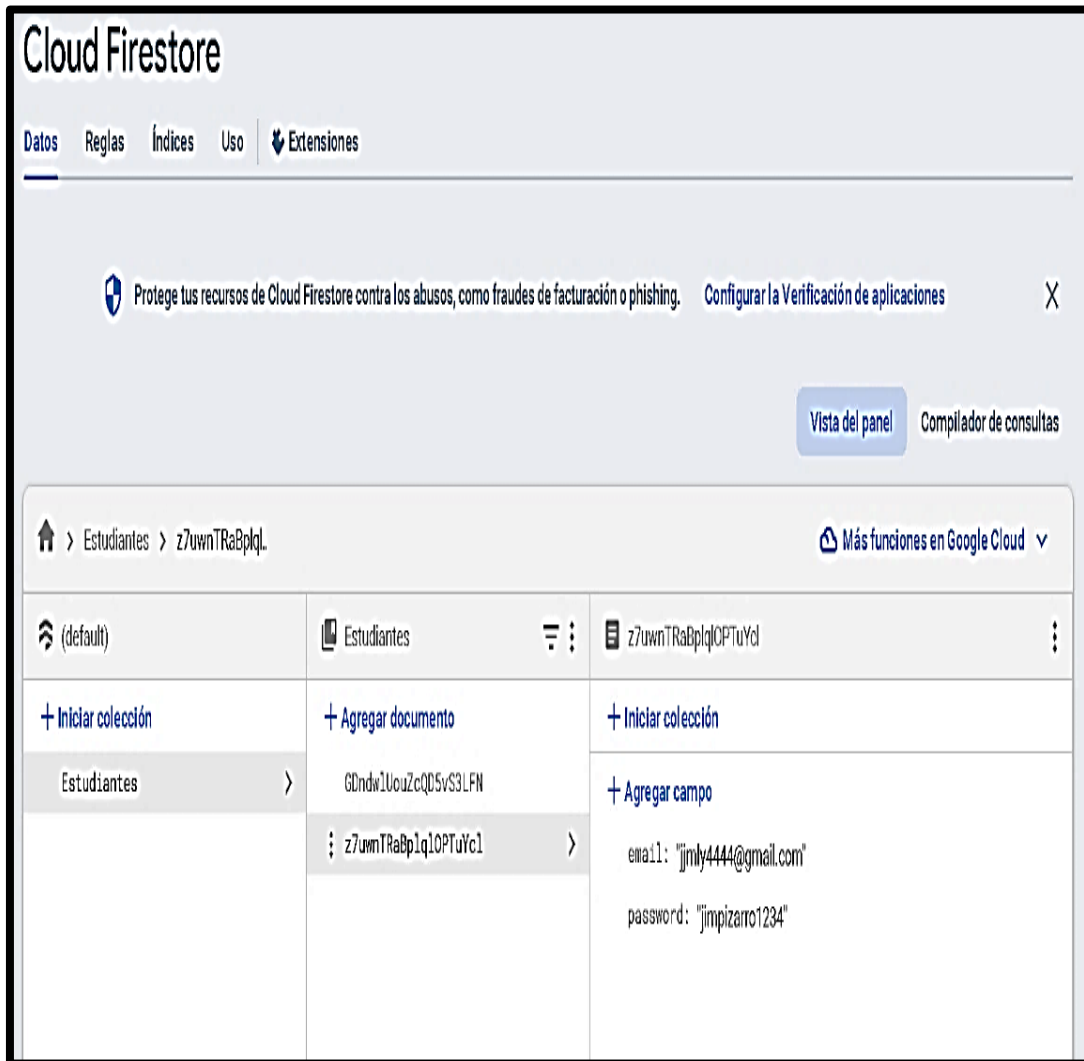 Cloud Firestore
Datos Reglas Índices Uso Extensiones
Protege tus recursos de Cloud Firestore contra los abusos, como fraudes de facturación o phishing. Configurar la Verificación de aplicaciones
Vista del panel Compilador de consultas
Estudiantes > z7uwnTRaBplql..
Más funciones en Google Cloud
(default) Estudiantes z7uwnTRaBplqlOPTuYcl
+ Iniciar colección + Agregar documento + Iniciar colección
Estudiantes GDndwlUouZcQD5vS3LFN
+ Agregar campo
z7uwnTRaBplqlOPTuYcl
email: "jjmly4444@gmail.com"
password: "jimpizarro1234"